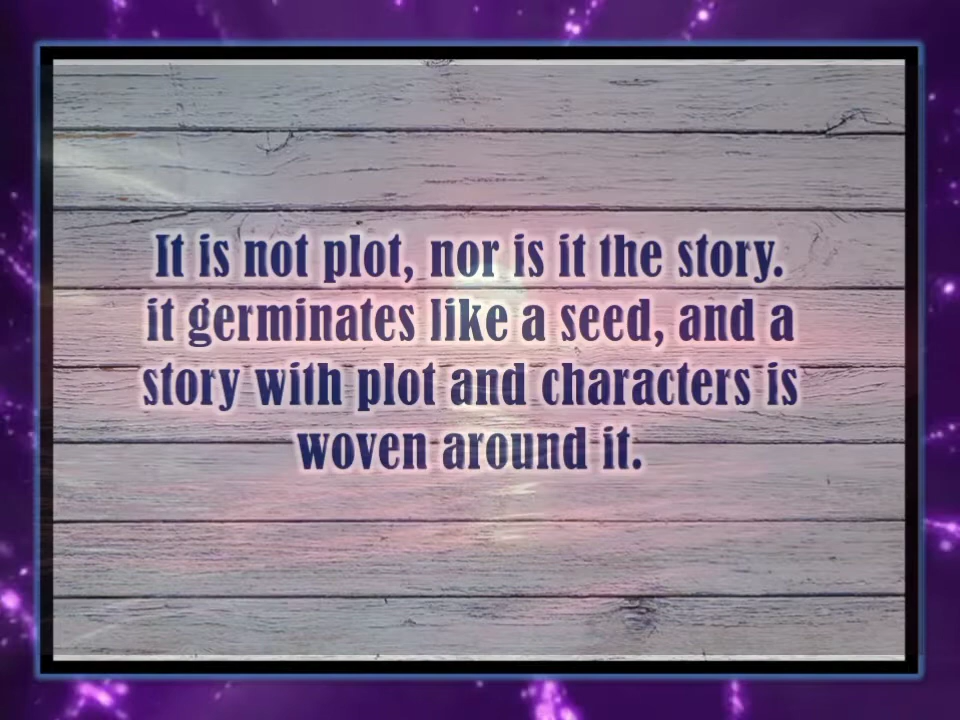 It is not plot, nor is it the story.
it germinates like a seed, and a
story with plot and characters is
woven around it.